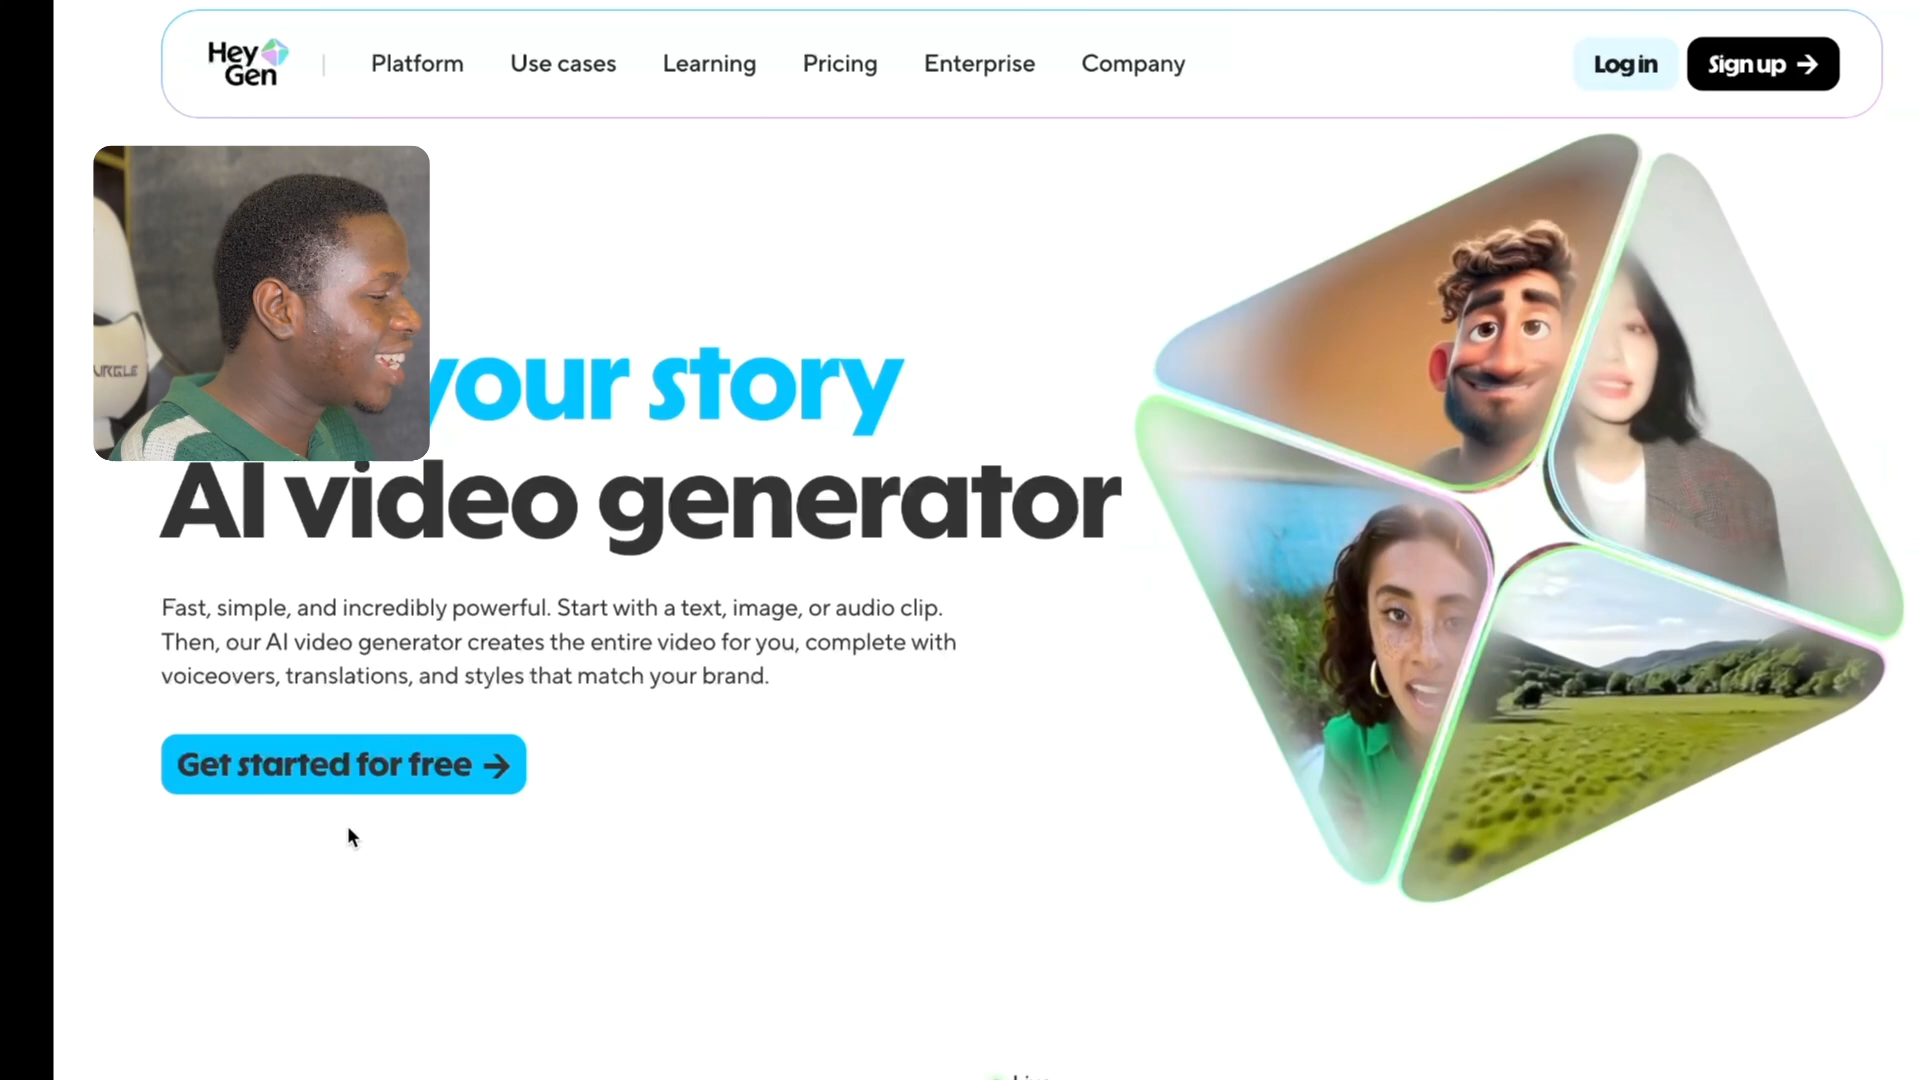 Hey
Gen
Platform
Use cases
Learning
Pricing
Enterprise
Company
Log in
Sign up
your story
AI video generator
Fast, simple, and incredibly powerful. Start with a text, image, or audio clip.
Then, our AI video generator creates the entire video for you, complete with
voiceovers, translations, and styles that match your brand.
Get started for free